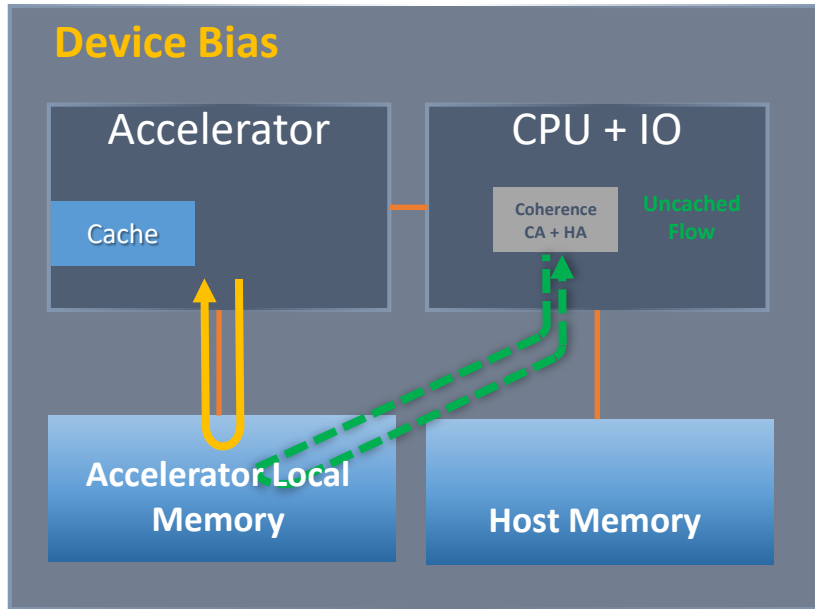 Device Bias
Accelerator
CPU + IO
Cache
Coherence
CA + HA
Uncached
Flow
Accelerator Local
Memory
Host Memory